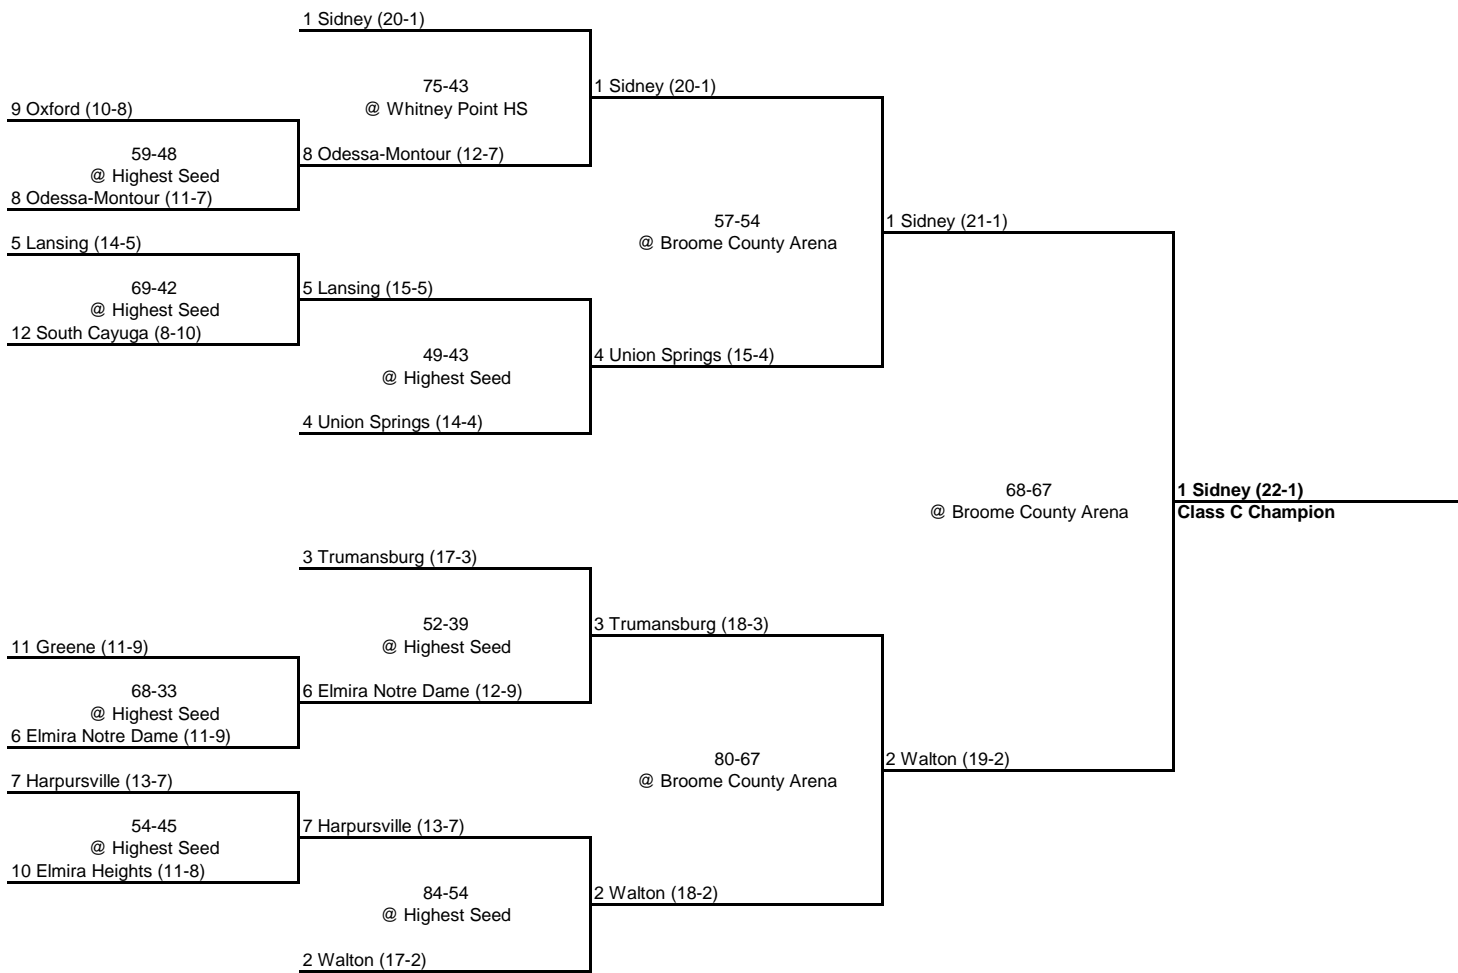 1 Sidney (20-1)
75-43
@ Whitney Point HS
1 Sidney (20-1)
9 Oxford (10-8)
59-48
@ Highest Seed
8 Odessa-Montour (12-7)
8 Odessa-Montour (11-7)
57-54
@ Broome County Arena
1 Sidney (21-1)
5 Lansing (14-5)
69-42
@ Highest Seed
5 Lansing (15-5)
12 South Cayuga (8-10)
49-43
@ Highest Seed
4 Union Springs (15-4)
4 Union Springs (14-4)
68-67
@ Broome County Arena
1 Sidney (22-1)
Class C Champion
3 Trumansburg (17-3)
52-39
@ Highest Seed
3 Trumansburg (18-3)
11 Greene (11-9)
68-33
@ Highest Seed
6 Elmira Notre Dame (12-9)
6 Elmira Notre Dame (11-9)
80-67
@ Broome County Arena
2 Walton (19-2)
7 Harpursville (13-7)
54-45
@ Highest Seed
7 Harpursville (13-7)
10 Elmira Heights (11-8)
84-54
@ Highest Seed
2 Walton (18-2)
2 Walton (17-2)